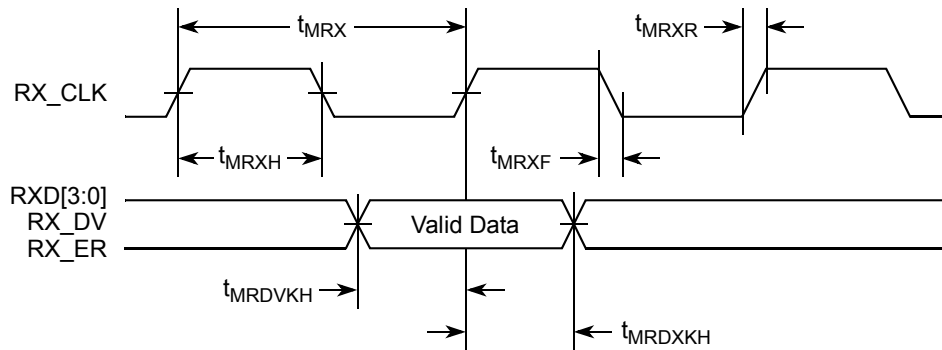 tMRX
tMRXR
RX_CLK
tMRXH
tMRXF
RXD[3:0]
RX_DV
Valid Data
RX_ER
tMRDVKH
tMRDXKH